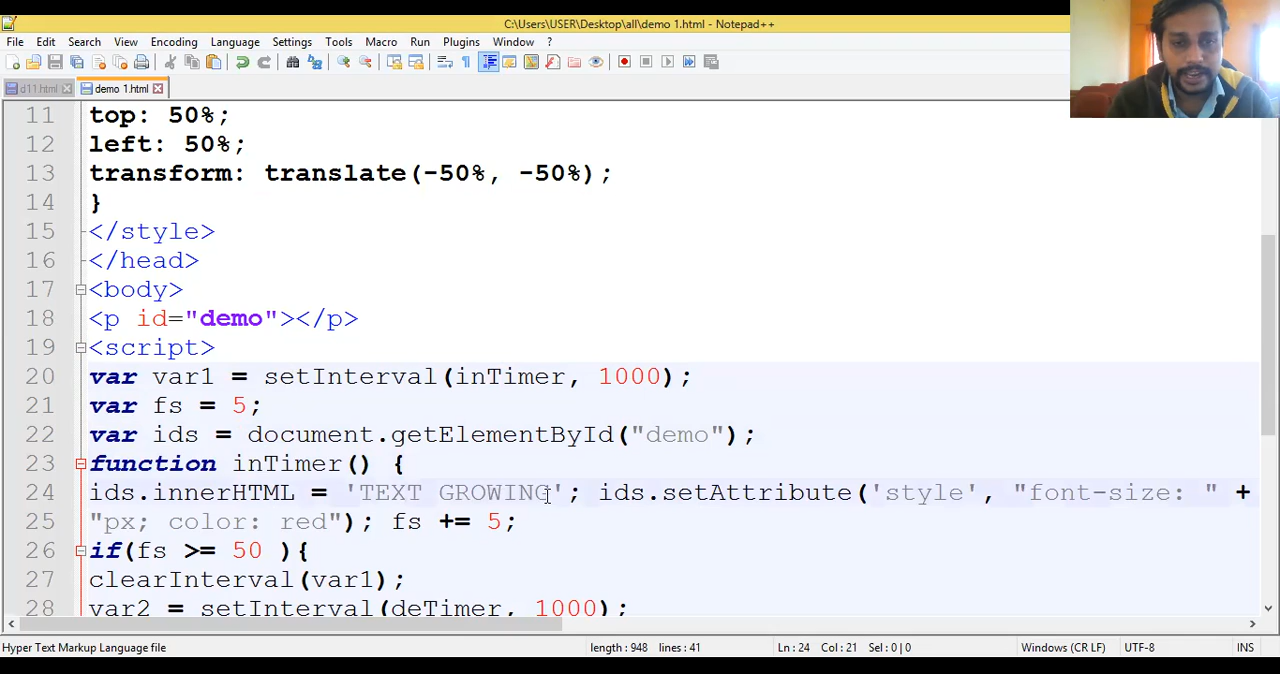 C:\Users\USER\Desktop\all\demo 1.html - Notepad++
File Edit Search View Encoding Language Settings Tools Macro Run Plugins Window ?
d11.html demo 1.html
11 top: 50%;
12 left: 50%;
13 transform: translate(-50%, -50%);
14 }
15 </style>
16 </head>
17 <body>
18 <p id="demo"></p>
19 <script>
20 var var1 = setInterval(inTimer, 1000);
21 var fs = 5;
22 var ids = document.getElementById("demo");
23 function inTimer() {
24 ids.innerHTML = 'TEXT GROWING'; ids.setAttribute('style', "font-size: " +
25 "px; color: red"); fs += 5;
26 if(fs >= 50 ){
27 clearInterval(var1);
28 var2 = setInterval(deTimer, 1000);
Hyper Text Markup Language file length : 948 lines : 41 Ln : 24 Col : 21 Sel : 0 | 0 Windows (CR LF) UTF-8 INS